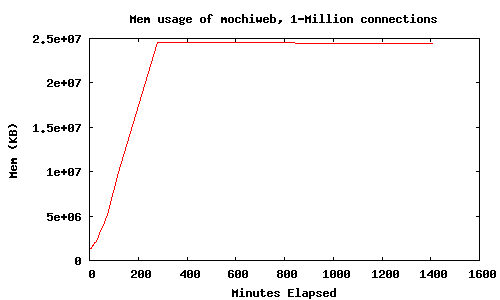 Mem usage of mochiweb, 1-Million connections
2.5e+07
2e+07
1.5e+07
1e+07
5e+06
0
Mem (KB)
0 200 400 600 800 1000 1200 1400 1600
Minutes Elapsed